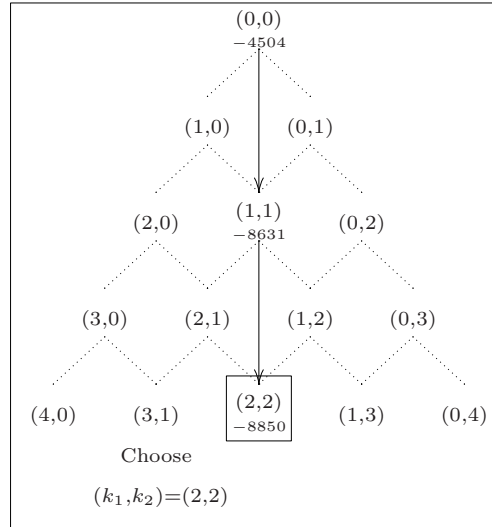 (0,0)
−4504
(1,0) (0,1)
(2,0) (1,1) (0,2)
−8631
(3,0) (2,1) (1,2) (0,3)
(4,0) (3,1) (2,2) (1,3) (0,4)
−8850
Choose
(k₁,k₂)=(2,2)